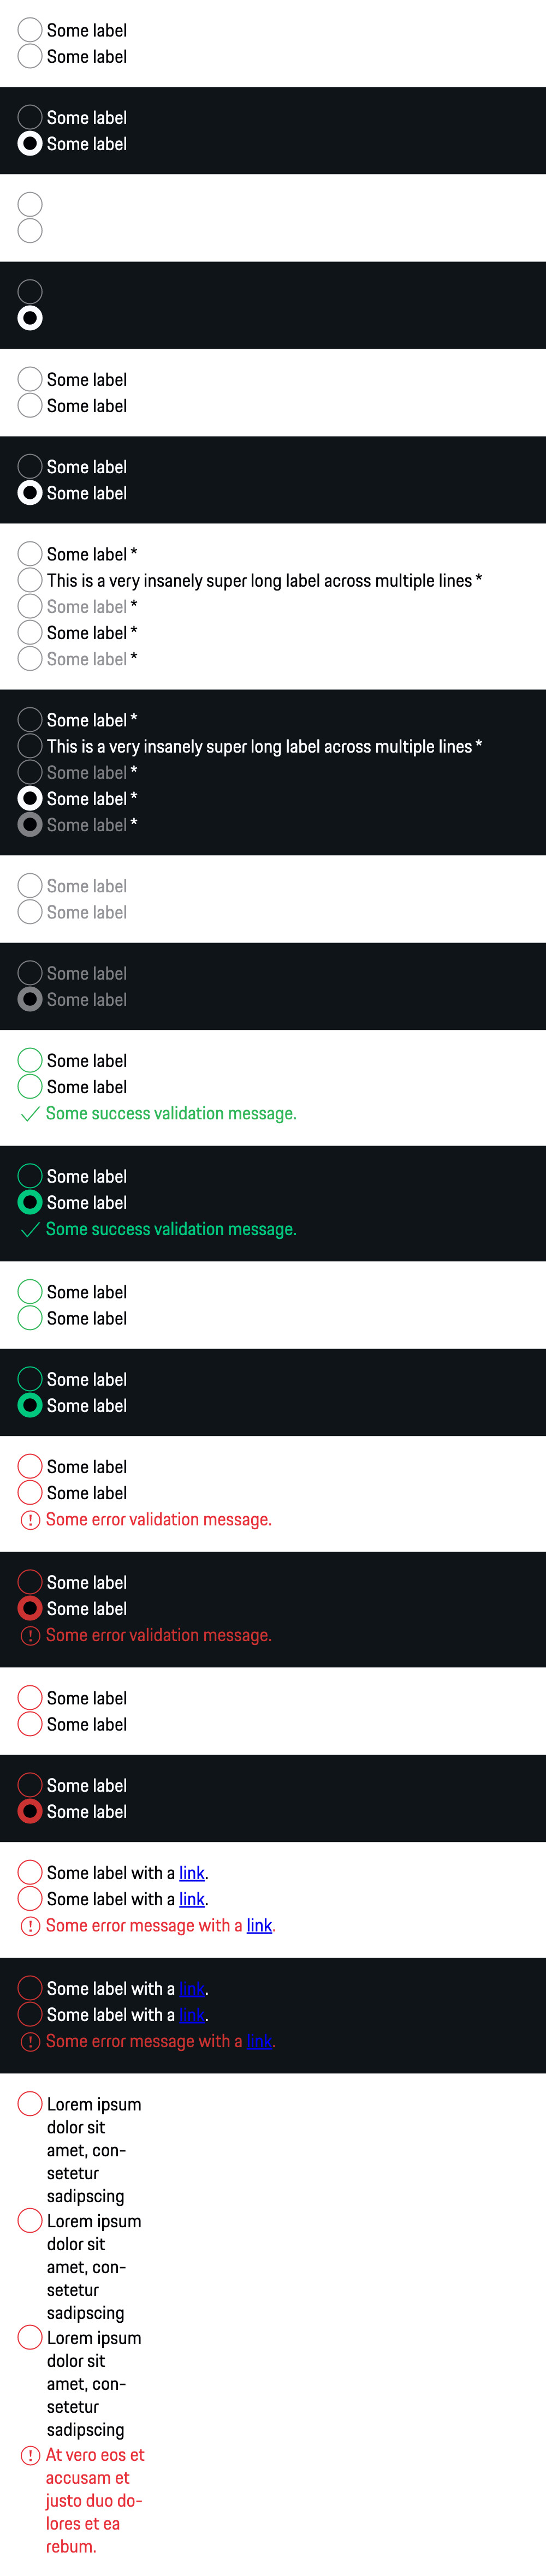 Some label
Some label
Some label
Some label
Some label
Some label
Some label
Some label
Some label *
This is a very insanely super long label across multiple lines *
Some label *
Some label *
Some label *
Some label *
This is a very insanely super long label across multiple lines *
Some label *
Some label *
Some label *
Some label
Some label
Some label
Some label
Some label
Some label
Some success validation message.
Some label
Some label
Some success validation message.
Some label
Some label
Some label
Some label
Some label
Some label
Some error validation message.
Some label
Some label
Some error validation message.
Some label
Some label
Some label
Some label
Some label with a link.
Some label with a link.
Some error message with a link.
Some label with a link.
Some label with a link.
Some error message with a link.
Lorem ipsum
dolor sit
amet, con-
setetur
sadipscing
Lorem ipsum
dolor sit
amet, con-
setetur
sadipscing
Lorem ipsum
dolor sit
amet, con-
setetur
sadipscing
At vero eos et
accusam et
justo duo do-
lores et ea
rebum.